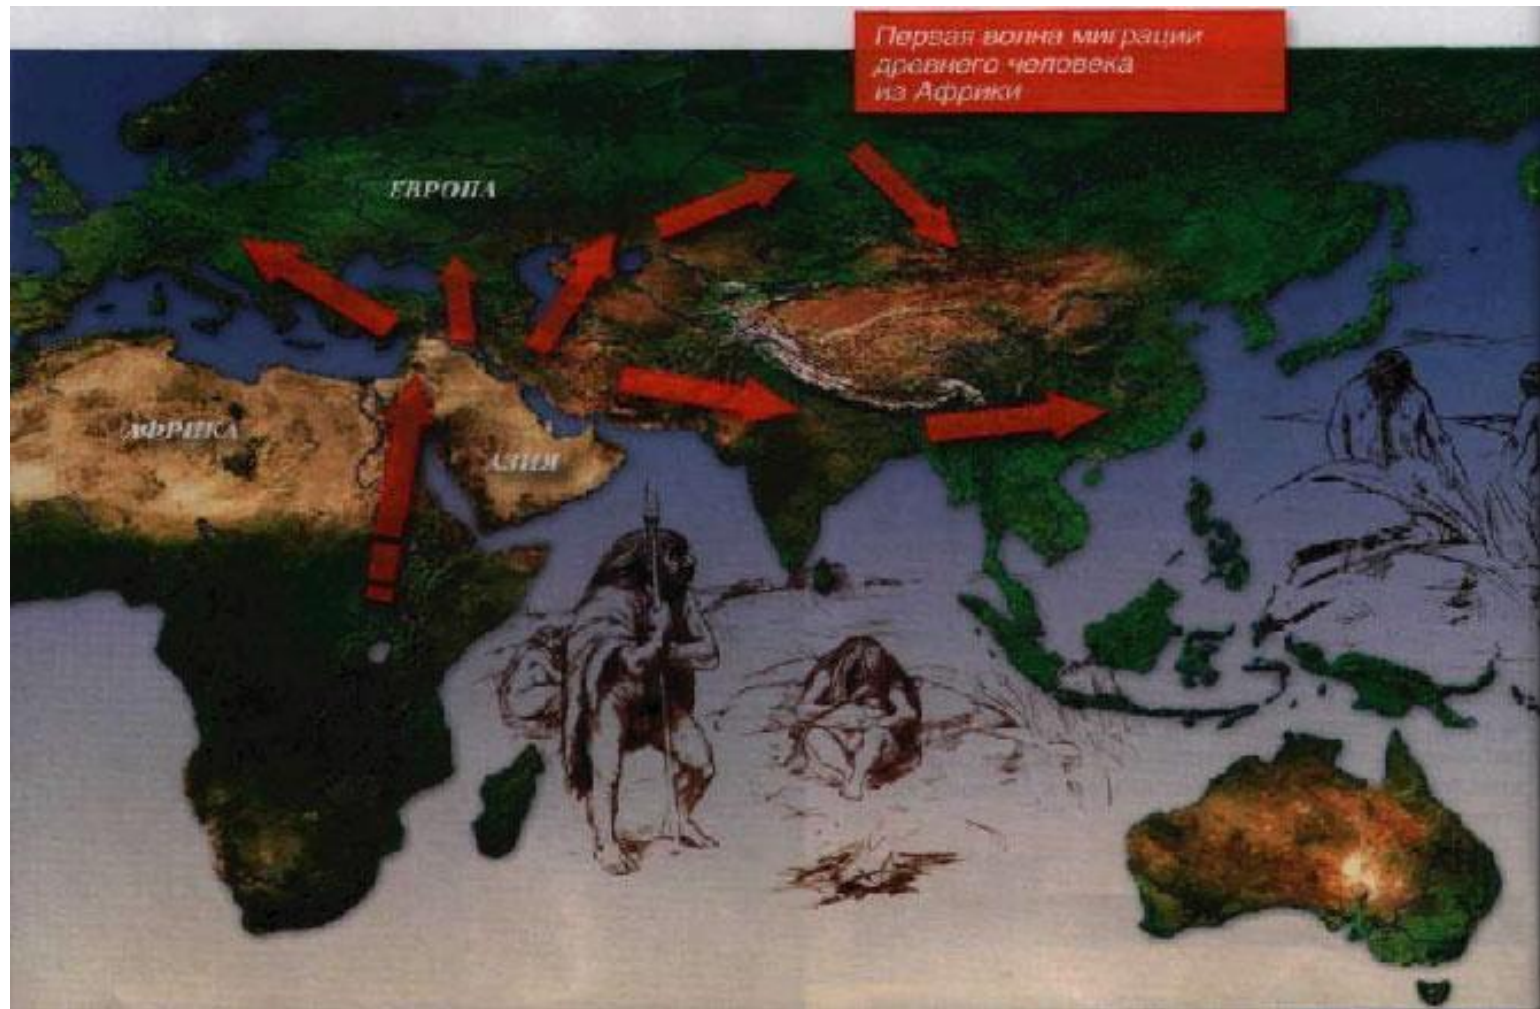 Первая волна миграции
древнего человека
из Африки
ЕВРОПА
АФРИКА
АЗИЯ